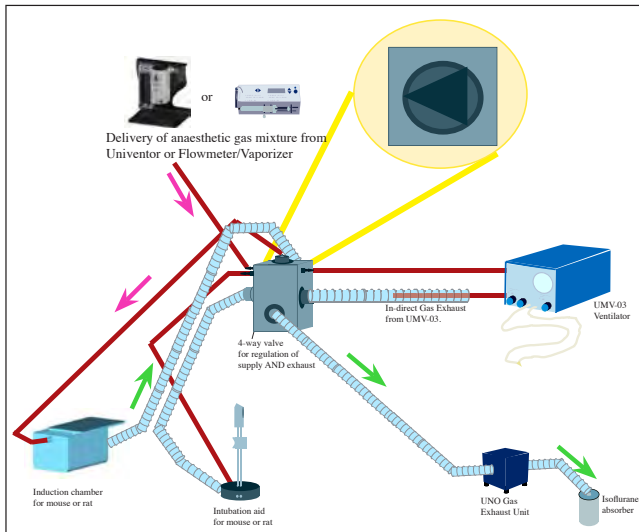 or
Delivery of anaesthetic gas mixture from
Univentor or Flowmeter/Vaporizer
UMV-03
Ventilator
In-direct Gas Exhaust
from UMV-03.
4-way valve
for regulation of
supply AND exhaust
Induction chamber
for mouse or rat
Intubation aid
for mouse or rat
UNO Gas
Exhaust Unit
Isoflurane
absorber